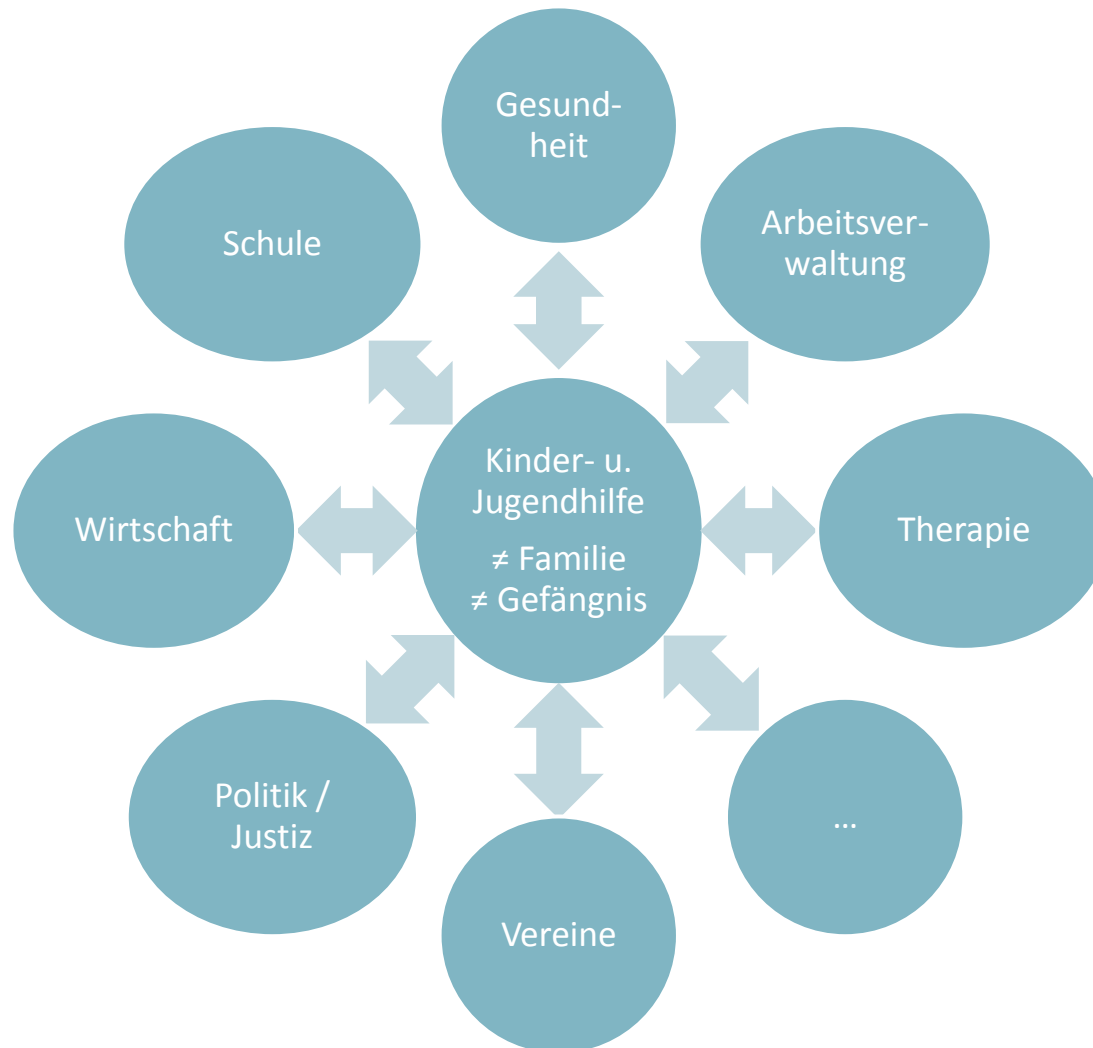 Gesund-
heit
Schule
Arbeitsver-
waltung
Wirtschaft
Kinder- u.
Jugendhilfe
≠ Familie
≠ Gefängnis
Therapie
Politik /
Justiz
...
Vereine